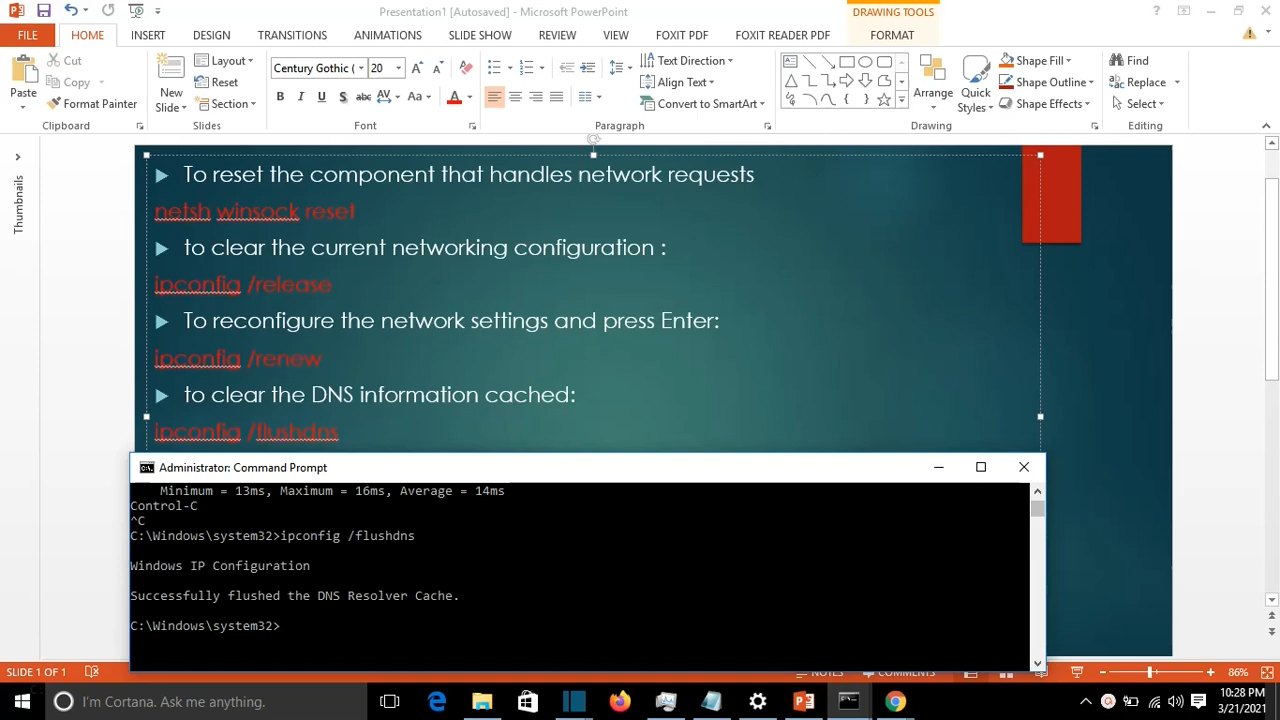 Presentation1 [Autosaved] - Microsoft PowerPoint
DRAWING TOOLS
FILE HOME INSERT DESIGN TRANSITIONS ANIMATIONS SLIDE SHOW REVIEW VIEW FOXIT PDF FOXIT READER PDF FORMAT
Paste
Cut
Copy
Format Painter
Clipboard
New
Slide
Layout
Reset
Section
Slides
Century Gothic ( 20
Font
Text Direction
Align Text
Convert to SmartArt
Paragraph
Arrange
Quick
Styles
Shape Fill
Shape Outline
Shape Effects
Drawing
Find
Replace
Select
Editing
Thumbnails
To reset the component that handles network requests
netsh winsock reset
to clear the current networking configuration :
ipconfig /release
To reconfigure the network settings and press Enter:
ipconfig /renew
to clear the DNS information cached:
ipconfig /flushdns
Administrator: Command Prompt
Minimum = 13ms, Maximum = 16ms, Average = 14ms
Control-C
^C
C:\Windows\system32>ipconfig /flushdns
Windows IP Configuration
Successfully flushed the DNS Resolver Cache.
C:\Windows\system32>
SLIDE 1 OF 1
NOTES COMMENTS 86%
I'm Cortana. Ask me anything.
10:28 PM
3/21/2021